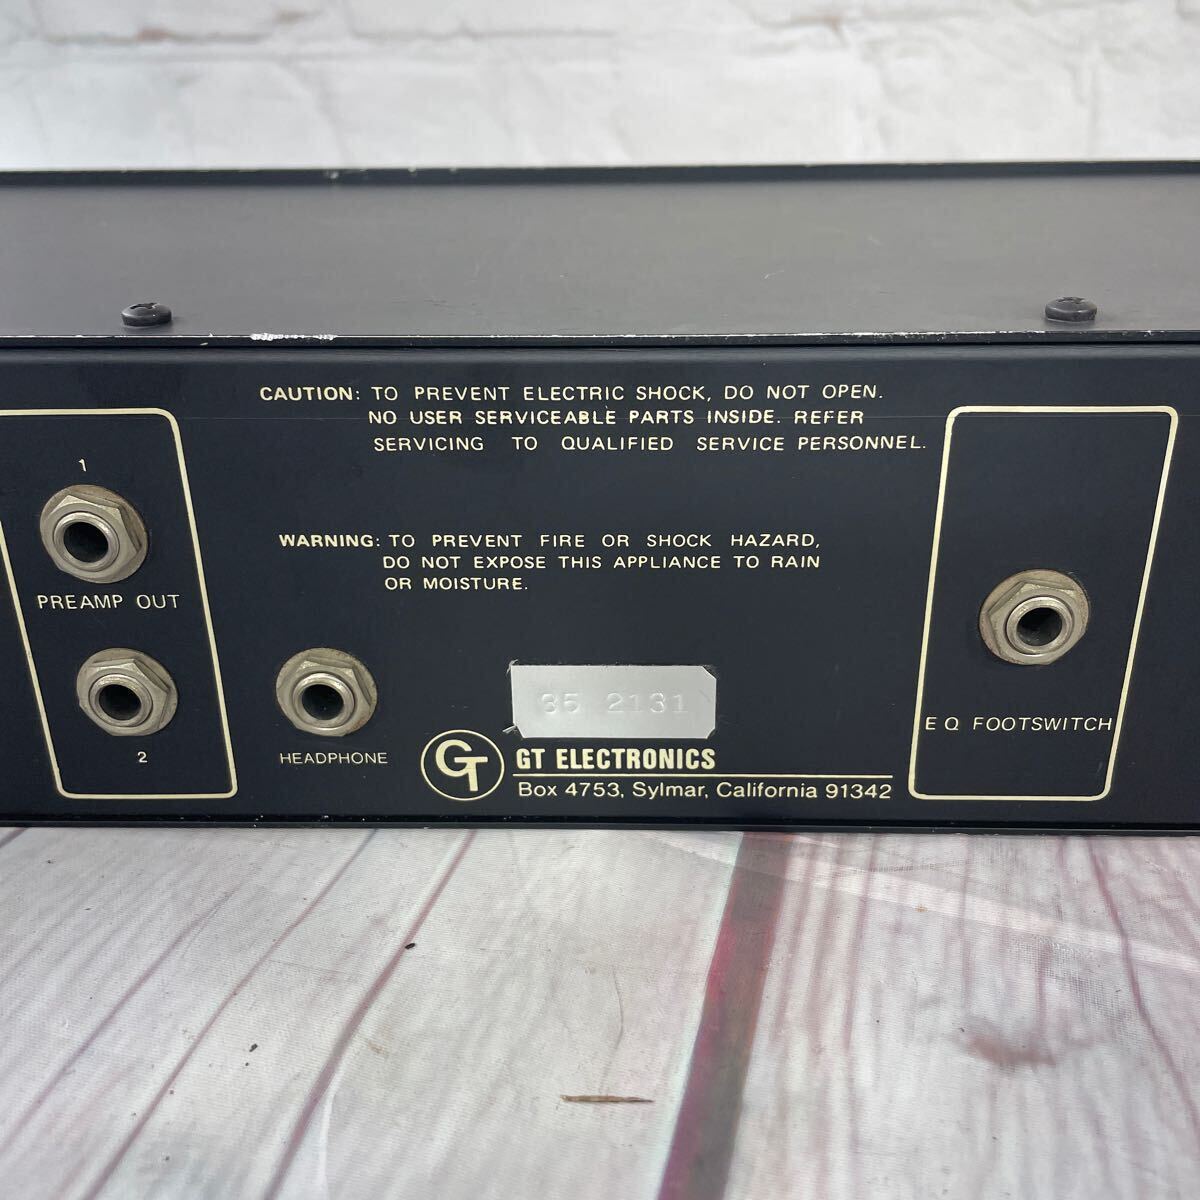 CAUTION: TO PREVENT ELECTRIC SHOCK, DO NOT OPEN.
NO USER SERVICEABLE PARTS INSIDE. REFER
SERVICING TO QUALIFIED SERVICE PERSONNEL.
1
PREAMP OUT
2
WARNING: TO PREVENT FIRE OR SHOCK HAZARD,
DO NOT EXPOSE THIS APPLIANCE TO RAIN
OR MOISTURE.
HEADPHONE
35 2131
GT
GT ELECTRONICS
Box 4753, Sylmar, California 91342
EQ FOOTSWITCH